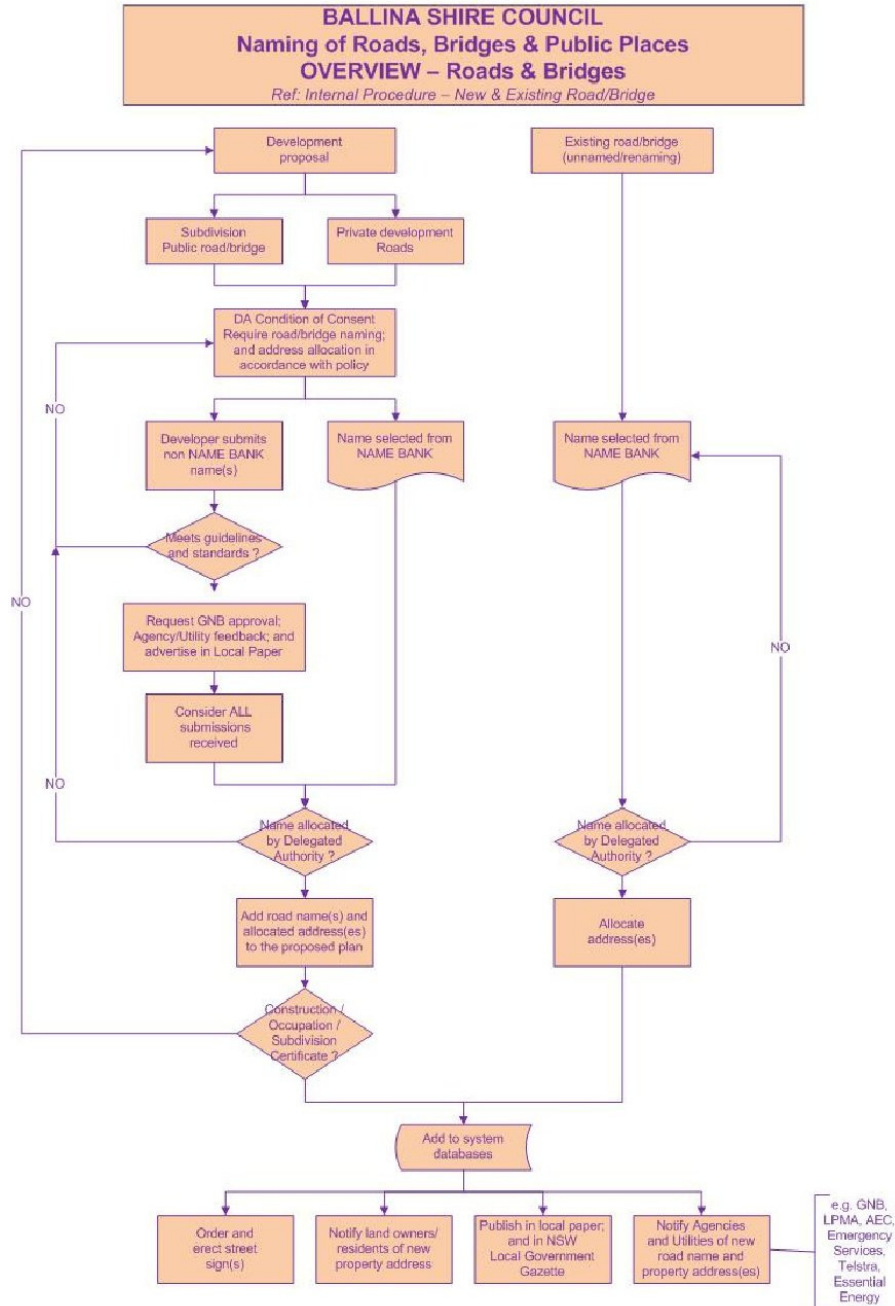 BALLINA SHIRE COUNCIL
Naming of Roads, Bridges & Public Places
OVERVIEW – Roads & Bridges
Ref: Internal Procedure – New & Existing Road/Bridge
Development
proposal
Existing road/bridge
(unnamed/renaming)
Subdivision
Public road/bridge
Private development
Roads
DA Condition of Consent
Require road/bridge naming;
and address allocation in
accordance with policy
NO
Developer submits
non NAME BANK
name(s)
Name selected from
NAME BANK
Name selected from
NAME BANK
Meets guidelines
and standards ?
NO
Request GNB approval;
Agency/Utility feedback; and
advertise in Local Paper
NO
Consider ALL
submissions
received
NO
Name allocated
by Delegated
Authority ?
Name allocated
by Delegated
Authority ?
Add road name(s) and
allocated address(es)
to the proposed plan
Allocate
address(es)
Construction /
Occupation /
Subdivision
Certificate ?
Add to system
databases
Order and
erect street
sign(s)
Notify land owners/
residents of new
property address
Publish in local paper;
and in NSW
Local Government
Gazette
Notify Agencies
and Utilities of new
road name and
property address(es)
e.g. GNB,
LPMA, AEC,
Emergency
Services,
Telstra,
Essential
Energy